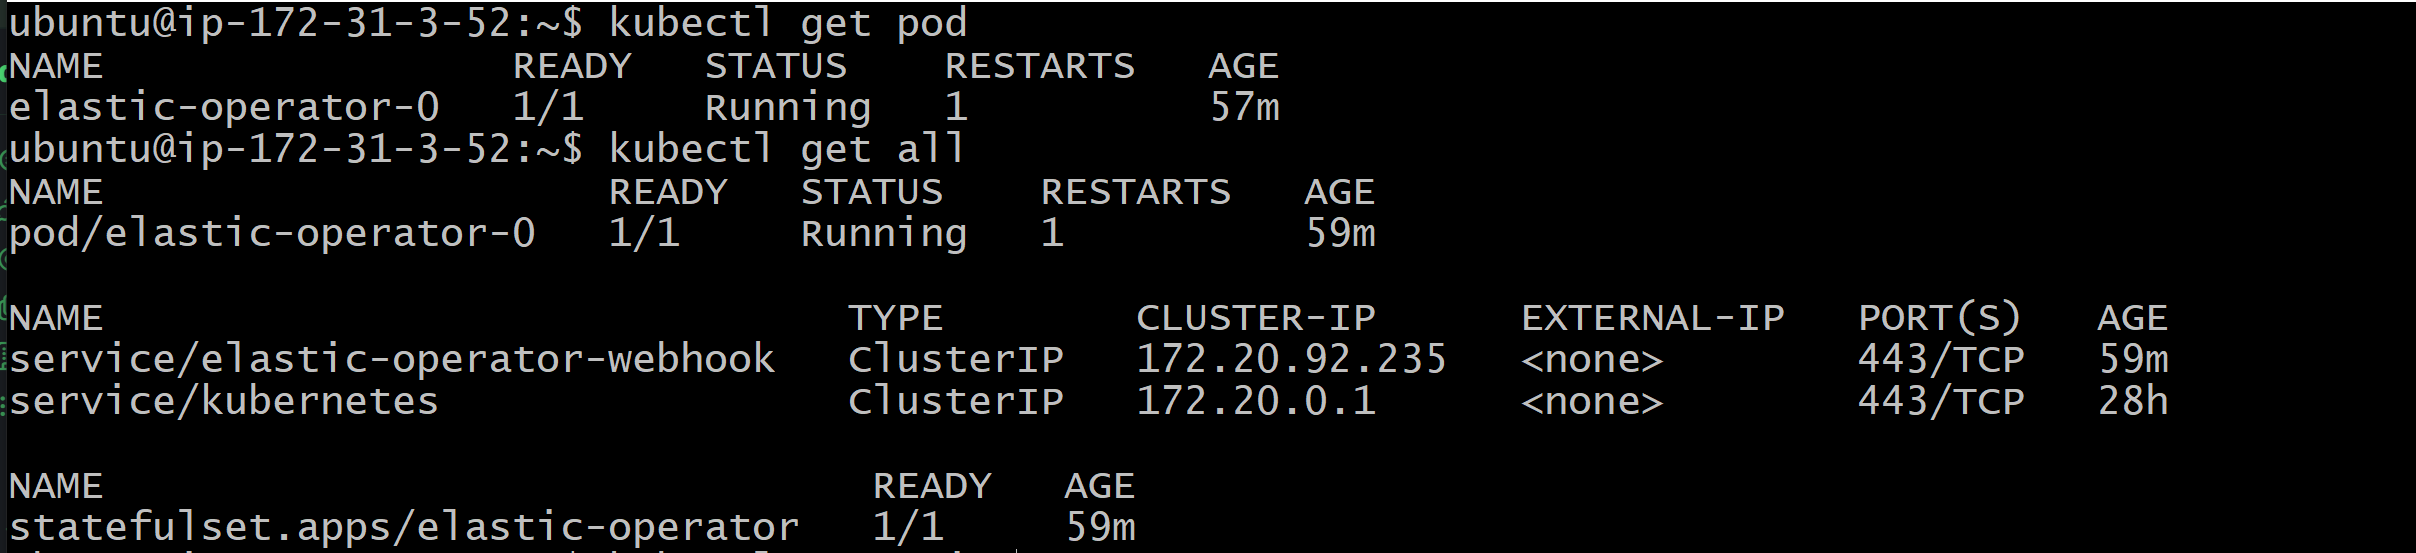 ubuntu@ip-172-31-3-52:~$ kubectl get pod
NAME                 READY   STATUS    RESTARTS   AGE
elastic-operator-0   1/1     Running   1          57m
ubuntu@ip-172-31-3-52:~$ kubectl get all
NAME                     READY   STATUS    RESTARTS   AGE
pod/elastic-operator-0   1/1     Running   1          59m
NAME                               TYPE        CLUSTER-IP      EXTERNAL-IP   PORT(S)   AGE
service/elastic-operator-webhook   ClusterIP   172.20.92.235   <none>        443/TCP   59m
service/kubernetes                 ClusterIP   172.20.0.1      <none>        443/TCP   28h
NAME                                READY   AGE
statefulset.apps/elastic-operator   1/1     59m